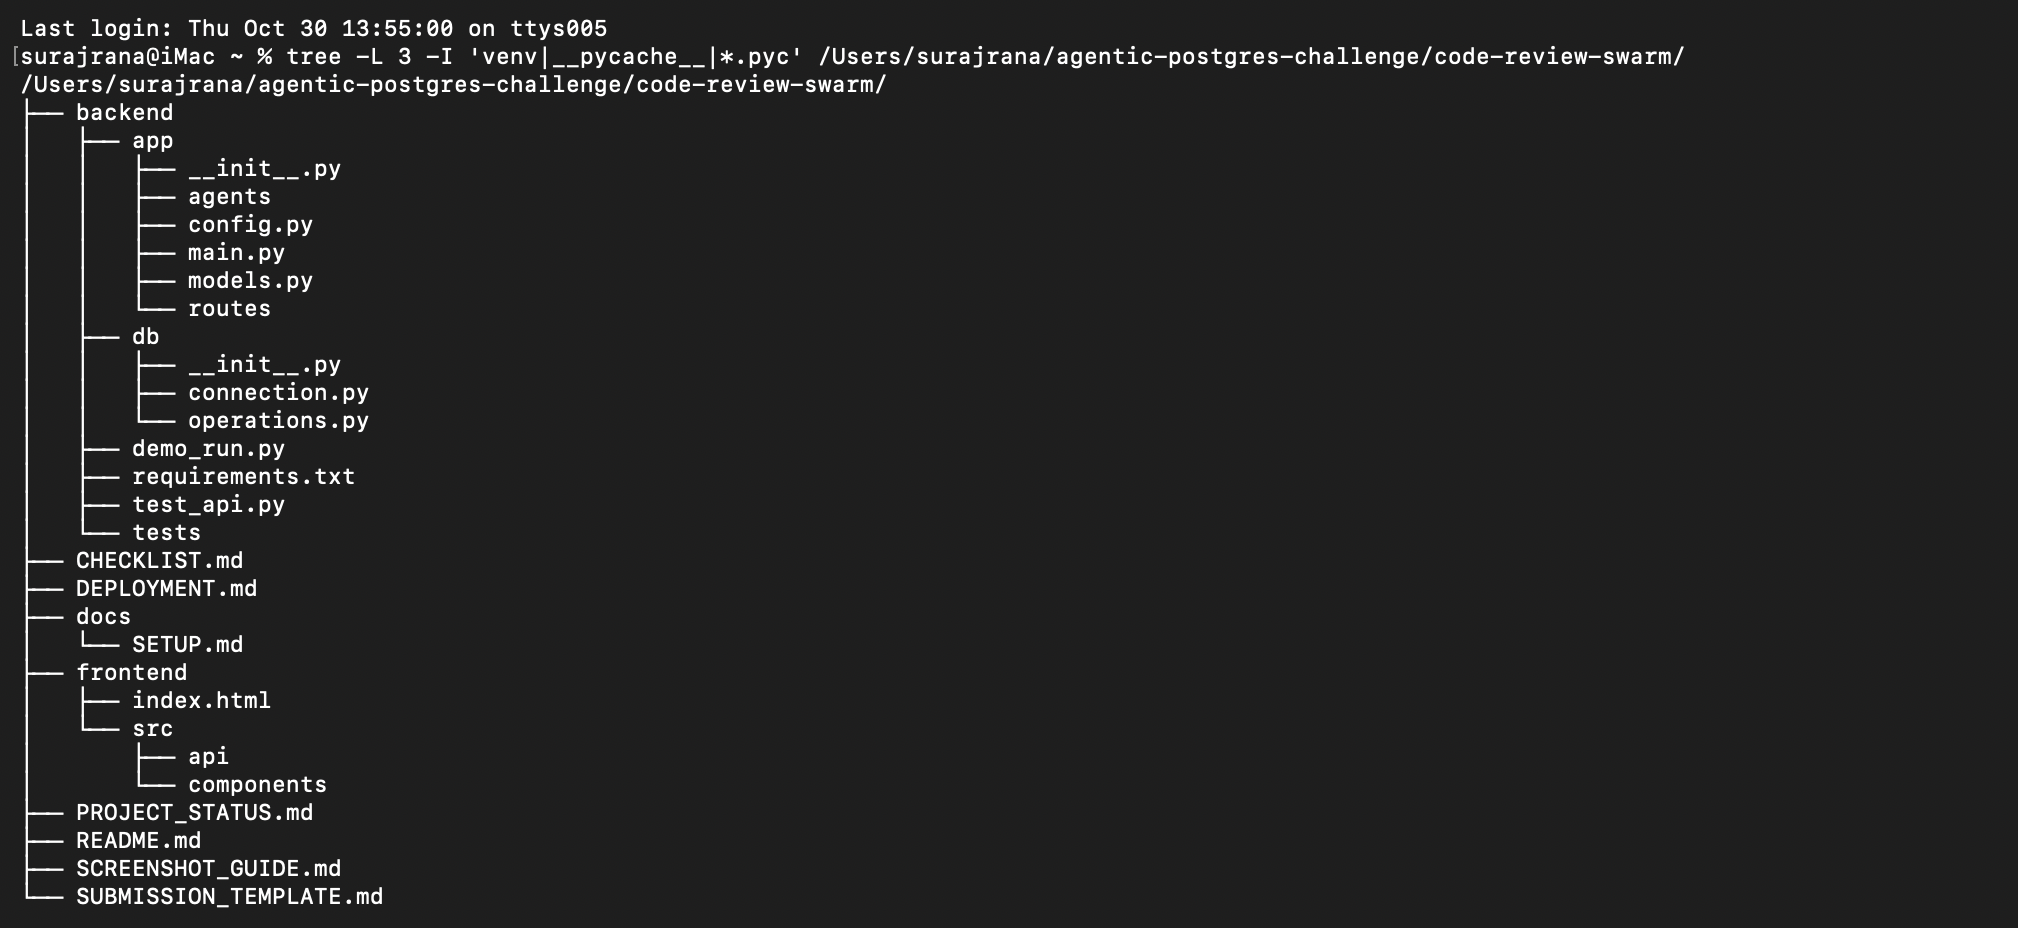 Last login: Thu Oct 30 13:55:00 on ttys005
[surajrana@iMac ~ % tree -L 3 -I 'venv|__pycache__|*.pyc' /Users/surajrana/agentic-postgres-challenge/code-review-swarm/
/Users/surajrana/agentic-postgres-challenge/code-review-swarm/
├── backend
│   ├── app
│   │   ├── __init__.py
│   │   ├── agents
│   │   ├── config.py
│   │   ├── main.py
│   │   ├── models.py
│   │   └── routes
│   ├── db
│   │   ├── __init__.py
│   │   ├── connection.py
│   │   └── operations.py
│   ├── demo_run.py
│   ├── requirements.txt
│   ├── test_api.py
│   └── tests
├── CHECKLIST.md
├── DEPLOYMENT.md
├── docs
│   └── SETUP.md
├── frontend
│   ├── index.html
│   └── src
│       ├── api
│       └── components
├── PROJECT_STATUS.md
├── README.md
├── SCREENSHOT_GUIDE.md
└── SUBMISSION_TEMPLATE.md